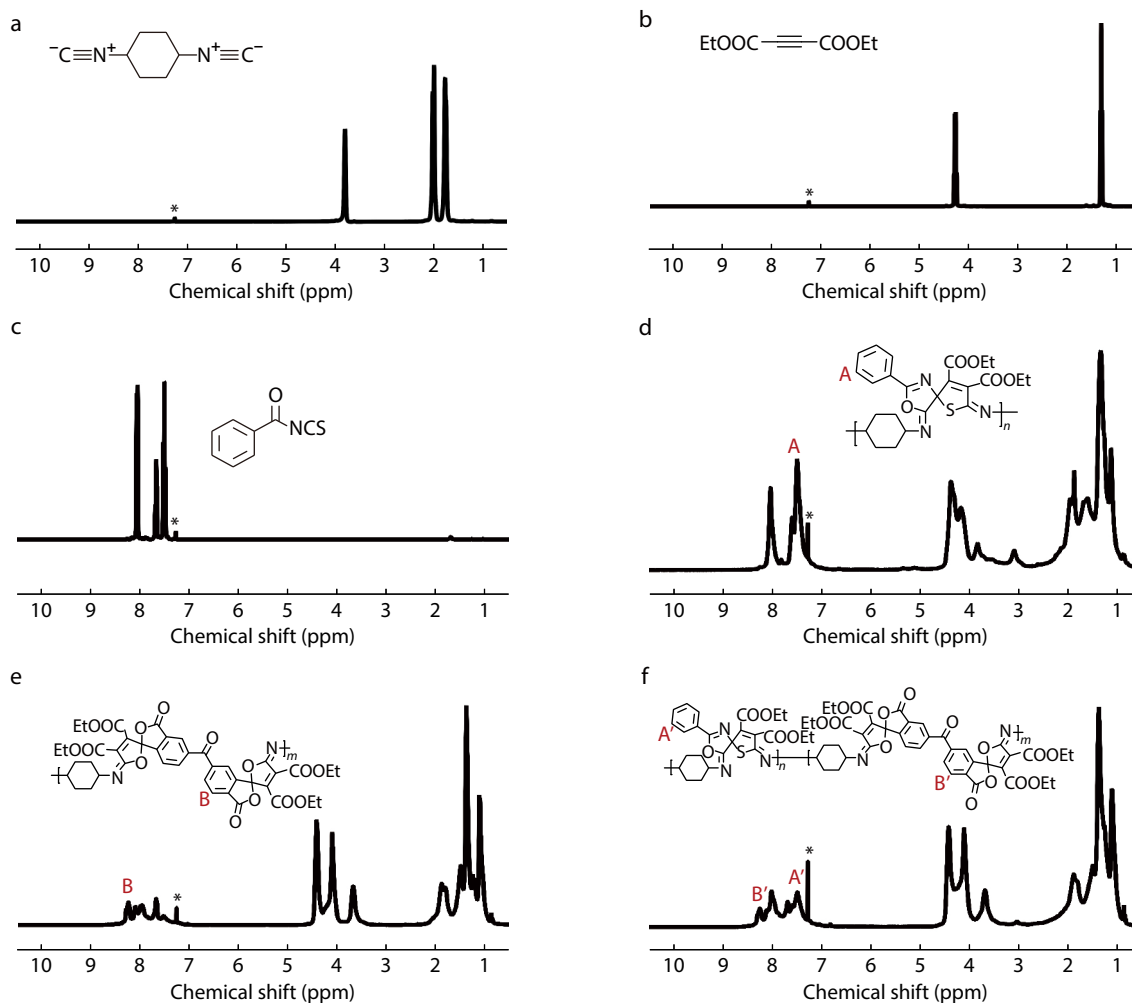 a
⁻C≡N⁺ N⁺≡C⁻
*
10 9 8 7 6 5 4 3 2 1
Chemical shift (ppm)
b
EtOOC COOEt
*
10 9 8 7 6 5 4 3 2 1
Chemical shift (ppm)
c
O
NCS
*
10 9 8 7 6 5 4 3 2 1
Chemical shift (ppm)
d
COOEt
A N COOEt
O S N n
N
A
*
10 9 8 7 6 5 4 3 2 1
Chemical shift (ppm)
e
O
EtOOC O
EtOOC O N m
N O O COOEt
B O COOEt
O
B
*
10 9 8 7 6 5 4 3 2 1
Chemical shift (ppm)
f
O
COOEt EtOOC O
A′ N COOEt EtOOC O N m
O S N O O COOEt
N n N B′ O COOEt
O
B′ A′ *
10 9 8 7 6 5 4 3 2 1
Chemical shift (ppm)